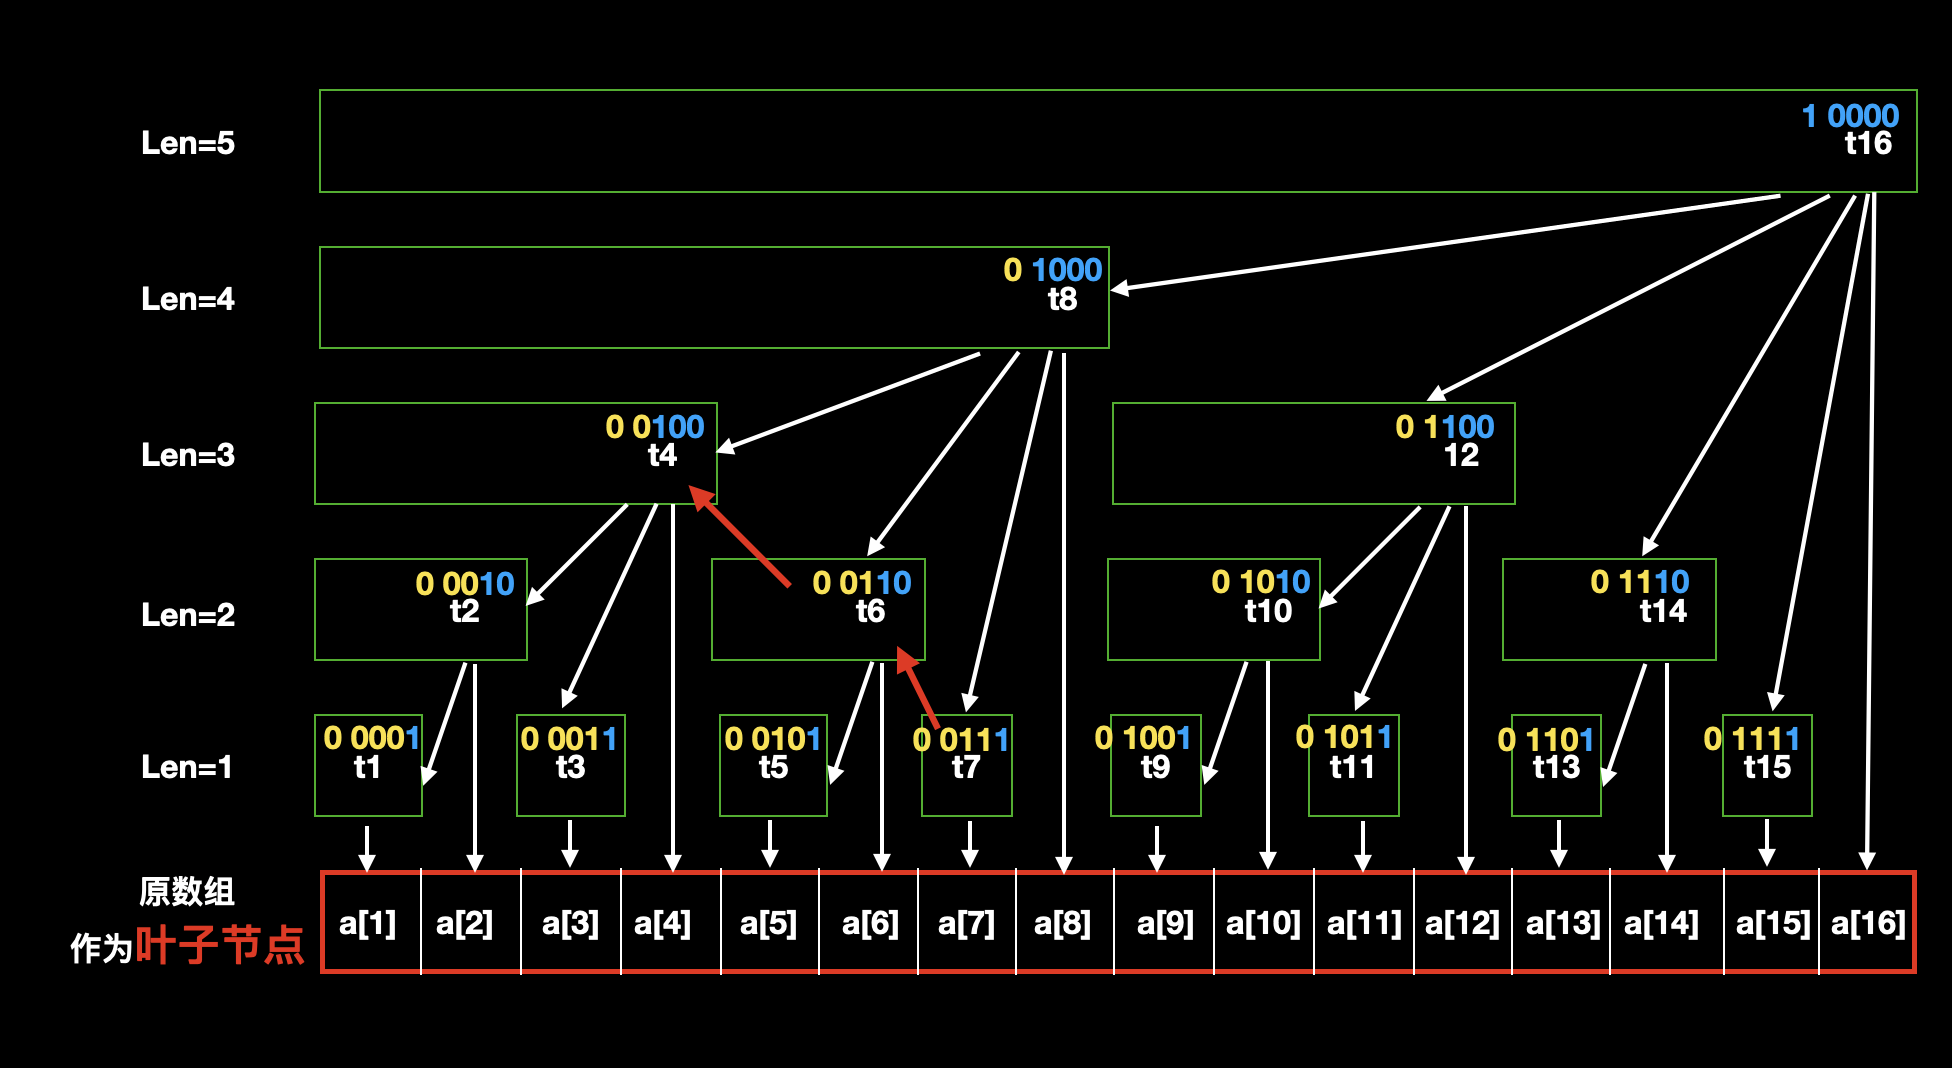 Len=5
1 0000
t16
Len=4
0 1000
t8
Len=3
0 0100
t4
0 1100
12
Len=2
0 0010
t2
0 0110
t6
0 1010
t10
0 1110
t14
Len=1
0 0001
t1
0 0011
t3
0 0101
t5
0 0111
t7
0 1001
t9
0 1011
t11
0 1101
t13
0 1111
t15
原数组
作为叶子节点
a[1] a[2] a[3] a[4] a[5] a[6] a[7] a[8] a[9] a[10] a[11] a[12] a[13] a[14] a[15] a[16]